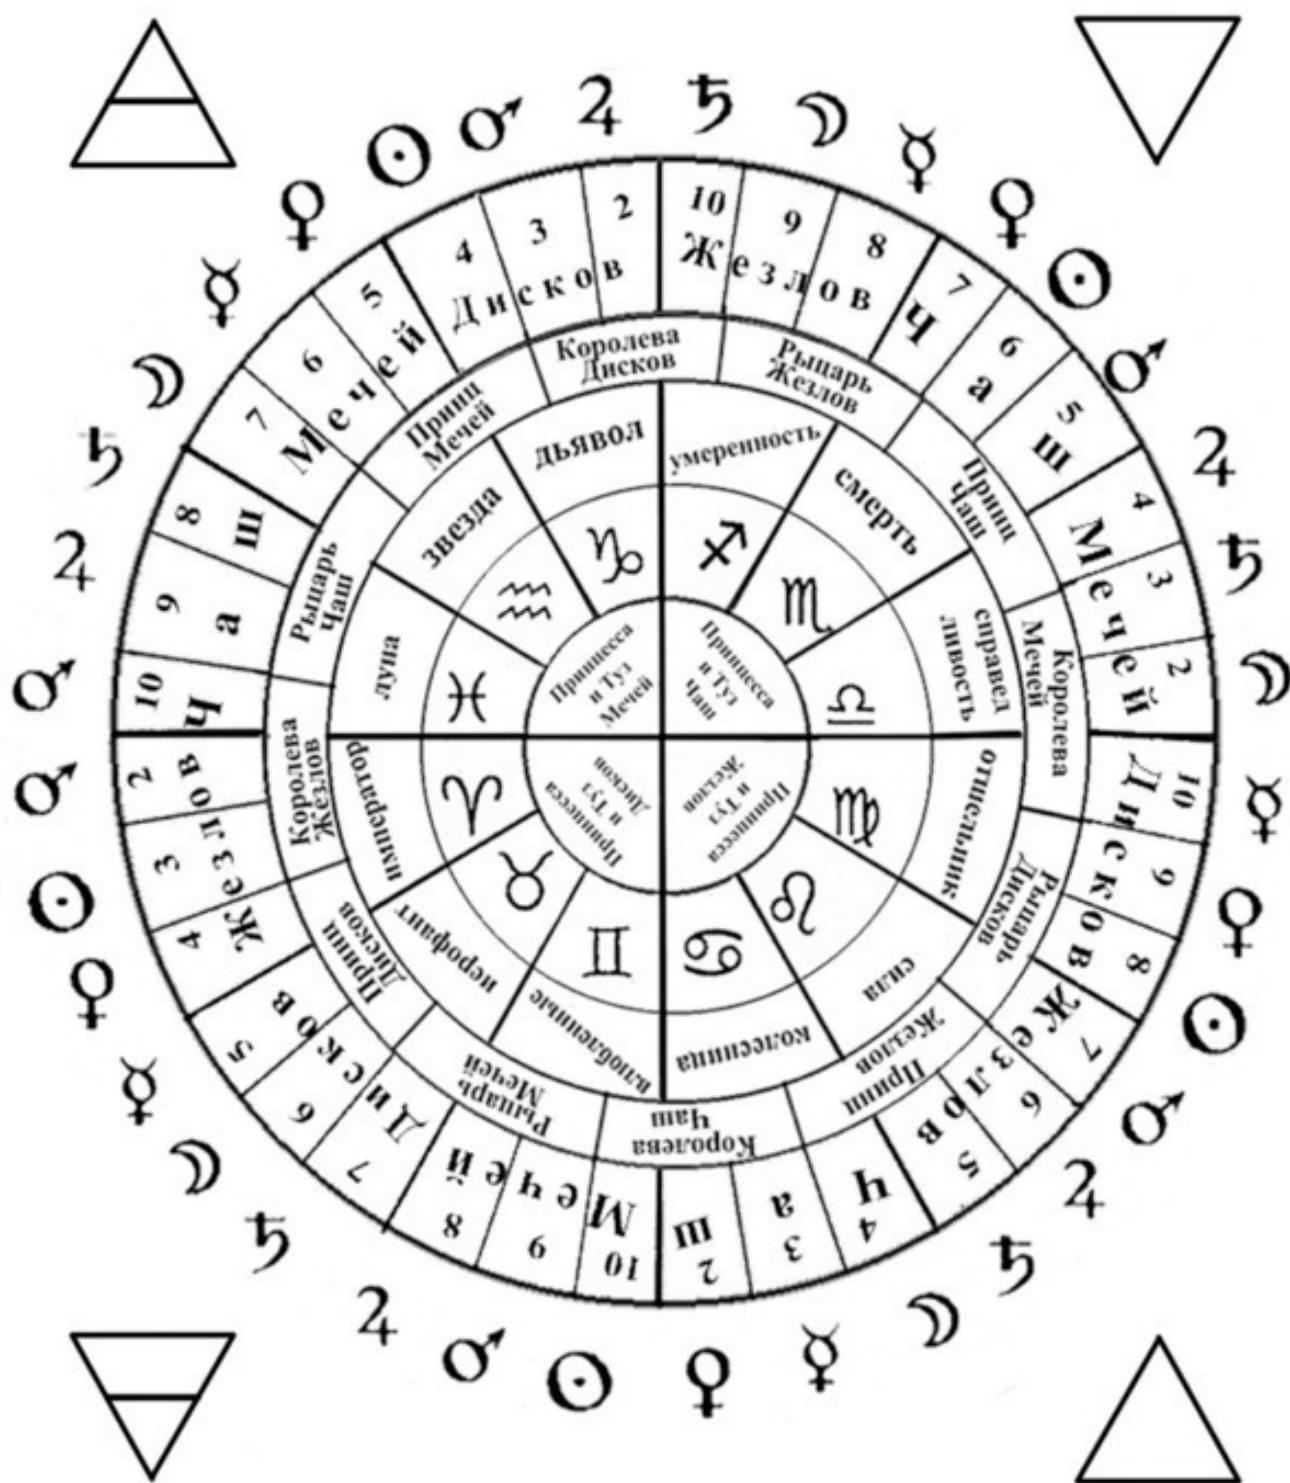 2
3
4
Дисков
5
6
7
Мечей
8
9
10
Чаш
2
3
4
Жезлов
5
6
7
Дисков
8
9
10
Мечей
2
3
4
Чаш
5
6
7
Жезлов
8
9
10
Дисков
2
3
4
Мечей
5
6
7
Чаш
8
9
10
Жезлов
Королева
Дисков
Принц
Мечей
Рыцарь
Чаш
Королева
Жезлов
Принц
Дисков
Рыцарь
Мечей
Королева
Чаш
Принц
Жезлов
Рыцарь
Дисков
Королева
Мечей
Принц
Чаш
Рыцарь
Жезлов
дьявол
звезда
луна
император
иерофант
влюбленные
колесница
сила
отшельник
справед
ливость
смерть
умеренность
Принцесса
и Туз
Мечей
Принцесса
и Туз
Чаш
Принцесса
и Туз
Дисков
Принцесса
и Туз
Жезлов